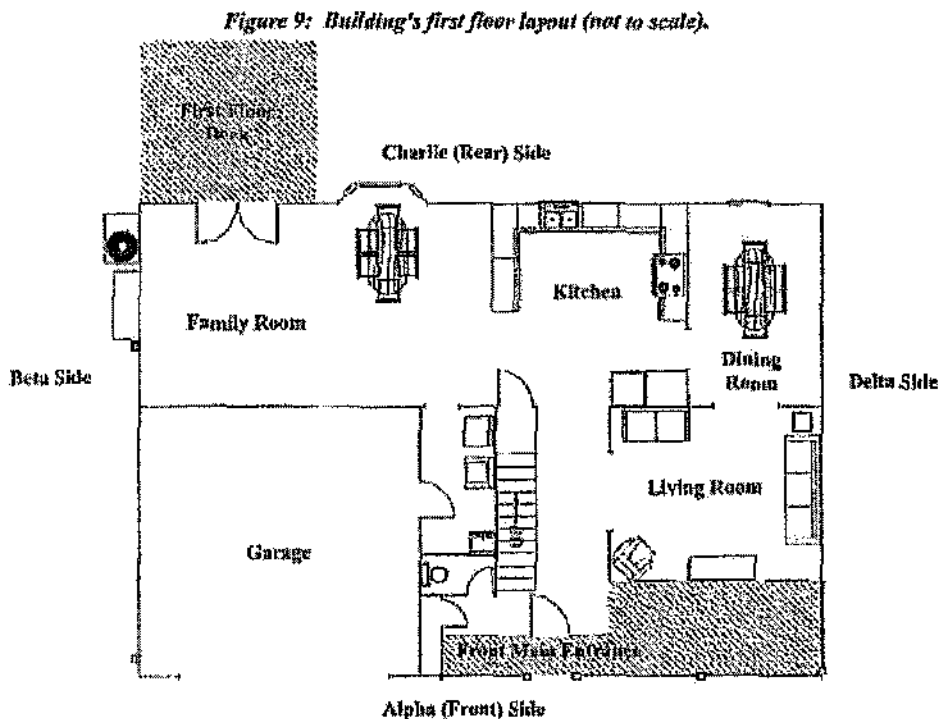 Figure 9: Building's first floor layout (not to scale).
First Floor
Deck
Charlie (Rear) Side
Kitchen
Family Room
Dining
Room
Beta Side
Delta Side
Living Room
Garage
Front Main Entrance
Alpha (Front) Side